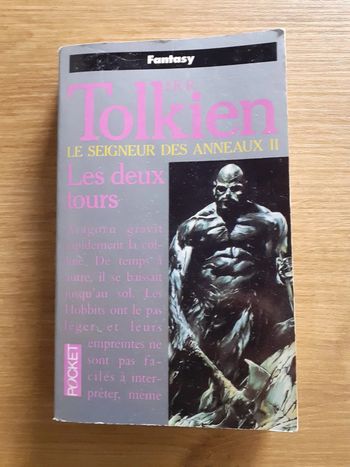 Fantasy
J.R.R.
Tolkien
LE SEIGNEUR DES ANNEAUX II
Les deux
tours
Aragorn gravit
rapidement la col-
line. De temps à
autre, il se baissait
jusqu'au sol. Les
Hobbits ont le pas
léger et leurs
empreintes ne
sont pas fa-
ciles à inter-
préter, même
POCKET